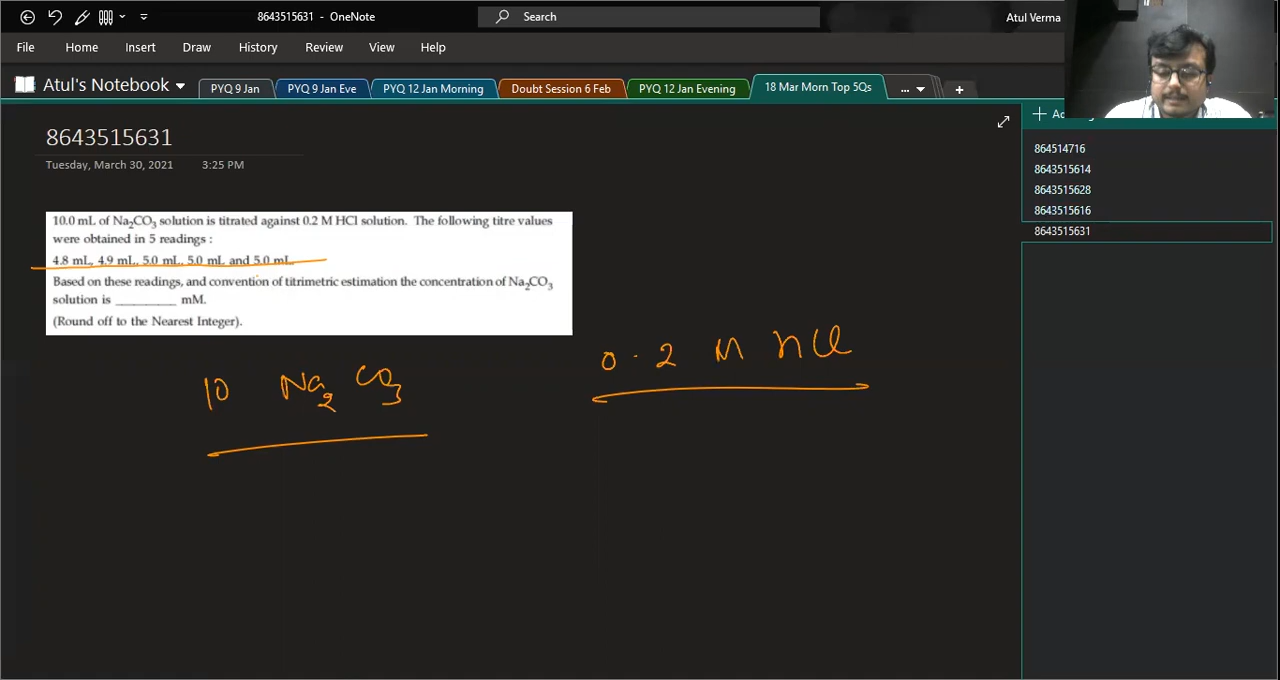 8643515631 - OneNote
Search
Atul Verma
File Home Insert Draw History Review View Help
Atul's Notebook
PYQ 9 Jan
PYQ 9 Jan Eve
PYQ 12 Jan Morning
Doubt Session 6 Feb
PYQ 12 Jan Evening
18 Mar Morn Top 5Qs
...
8643515631
Tuesday, March 30, 2021 3:25 PM
10.0 mL of Na₂CO₃ solution is titrated against 0.2 M HCl solution. The following titre values
were obtained in 5 readings :
4.8 mL, 4.9 mL, 5.0 mL, 5.0 mL and 5.0 mL
Based on these readings, and convention of titrimetric estimation the concentration of Na₂CO₃
solution is ________ mM.
(Round off to the Nearest Integer).
10 Na₂CO₃
0.2 M HCl
864514716
8643515614
8643515628
8643515616
8643515631